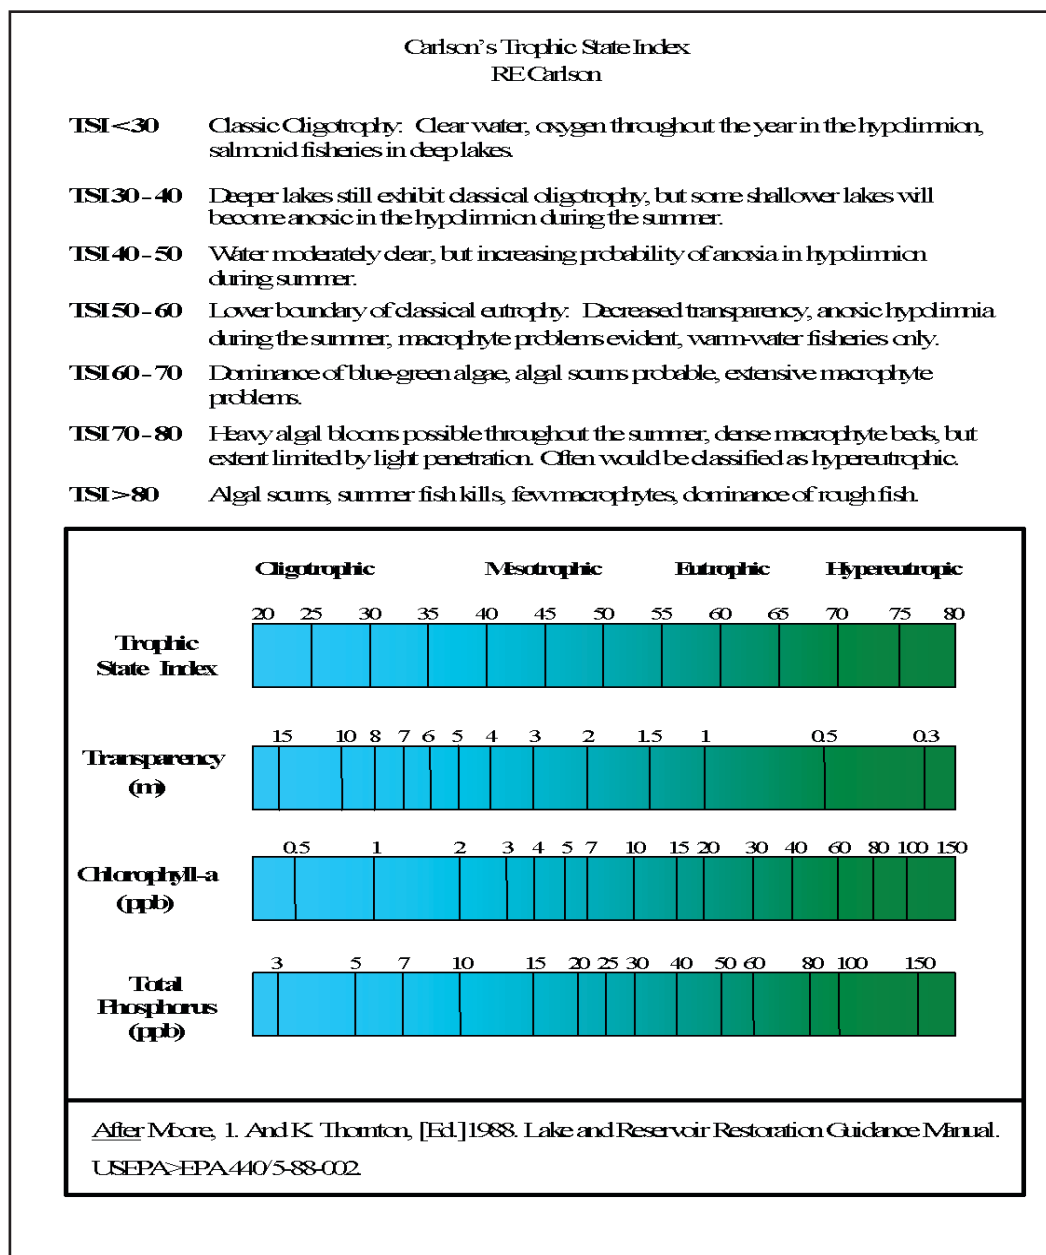 Carlson's Trophic State Index
RE Carlson
TSI < 30 Classic Oligotrophy: Clear water, oxygen throughout the year in the hypolimnion,
salmonid fisheries in deep lakes.
TSI 30 - 40 Deeper lakes still exhibit classical oligotrophy, but some shallower lakes will
become anoxic in the hypolimnion during the summer.
TSI 40 - 50 Water moderately clear, but increasing probability of anoxia in hypolimnion
during summer.
TSI 50 - 60 Lower boundary of classical eutrophy: Decreased transparency, anoxic hypolimnia
during the summer, macrophyte problems evident, warm-water fisheries only.
TSI 60 - 70 Dominance of blue-green algae, algal scums probable, extensive macrophyte
problems.
TSI 70 - 80 Heavy algal blooms possible throughout the summer, dense macrophyte beds, but
extent limited by light penetration. Often would be classified as hypereutrophic.
TSI > 80 Algal scums, summer fish kills, few macrophytes, dominance of rough fish.
Oligotrophic Mesotrophic Eutrophic Hypereutropic
20 25 30 35 40 45 50 55 60 65 70 75 80
Trophic
State Index
15 10 8 7 6 5 4 3 2 1.5 1 0.5 0.3
Transparency
(m)
0.5 1 2 3 4 5 7 10 15 20 30 40 60 80 100 150
Chlorophyll-a
(ppb)
3 5 7 10 15 20 25 30 40 50 60 80 100 150
Total
Phosphorus
(ppb)
After Moore, 1. And K. Thornton, [Ed.]1988. Lake and Reservoir Restoration Guidance Manual.
USEPA>EPA 440/5-88-002.